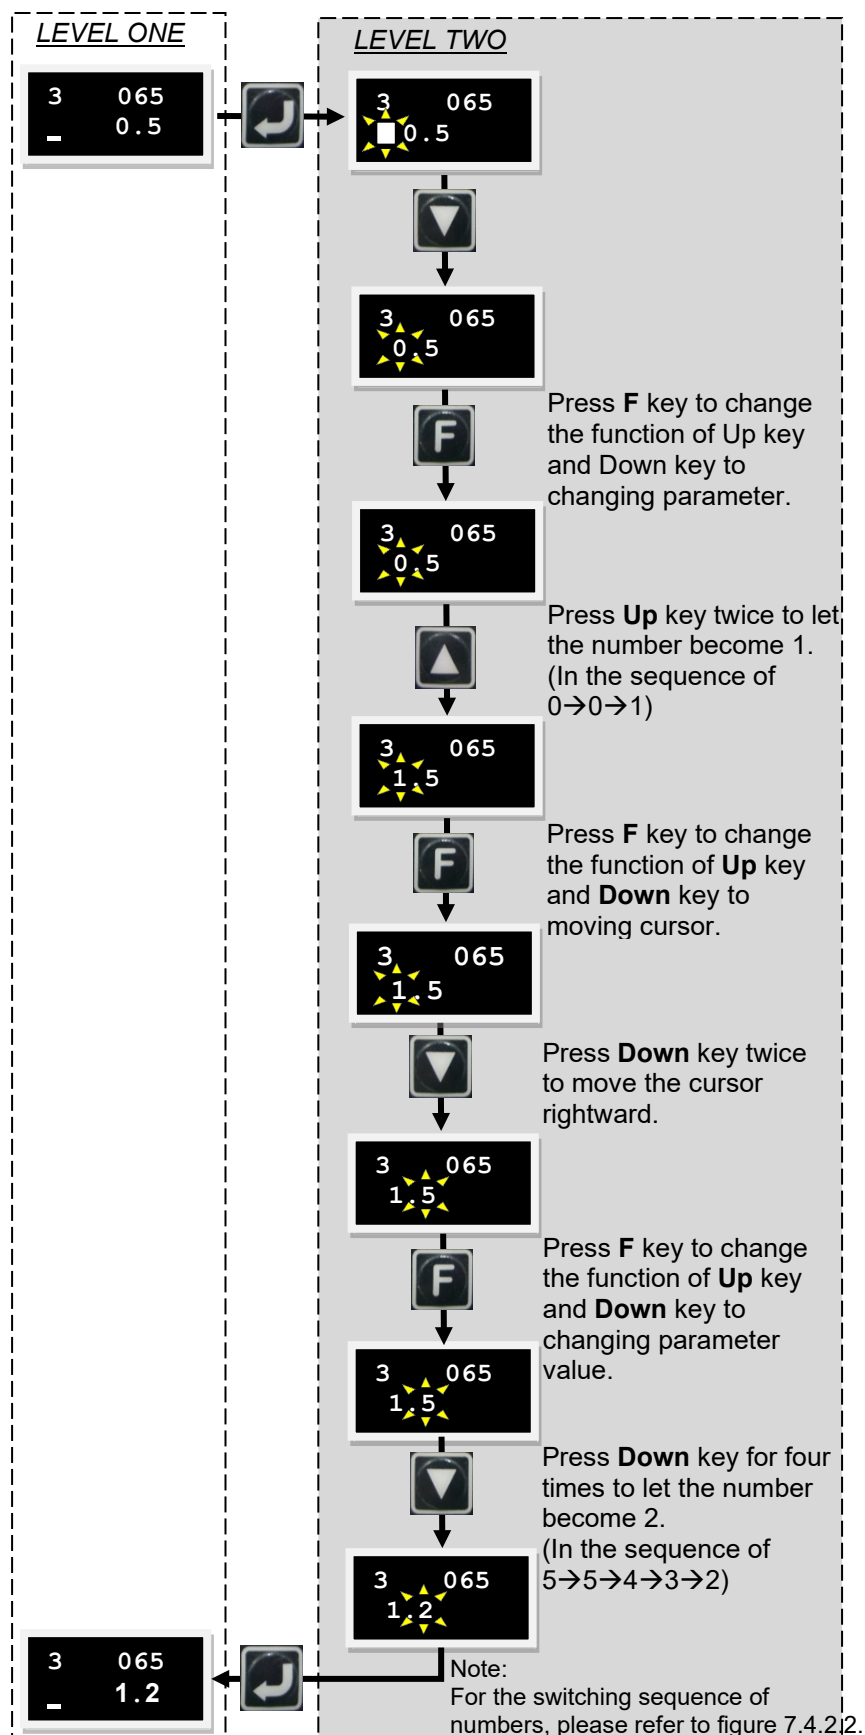 LEVEL ONE
LEVEL TWO
3 065
_ 0.5
3 065
0.5
3 065
0.5
Press F key to change
the function of Up key
and Down key to
changing parameter.
F
3 065
0.5
Press Up key twice to let
the number become 1.
(In the sequence of
0→0→1)
3 065
1.5
Press F key to change
the function of Up key
and Down key to
moving cursor.
F
3 065
1.5
Press Down key twice
to move the cursor
rightward.
3 065
1.5
Press F key to change
the function of Up key
and Down key to
changing parameter
value.
F
3 065
1.5
Press Down key for four
times to let the number
become 2.
(In the sequence of
5→5→4→3→2)
3 065
1.2
3 065
_ 1.2
Note:
For the switching sequence of
numbers, please refer to figure 7.4.2.2.